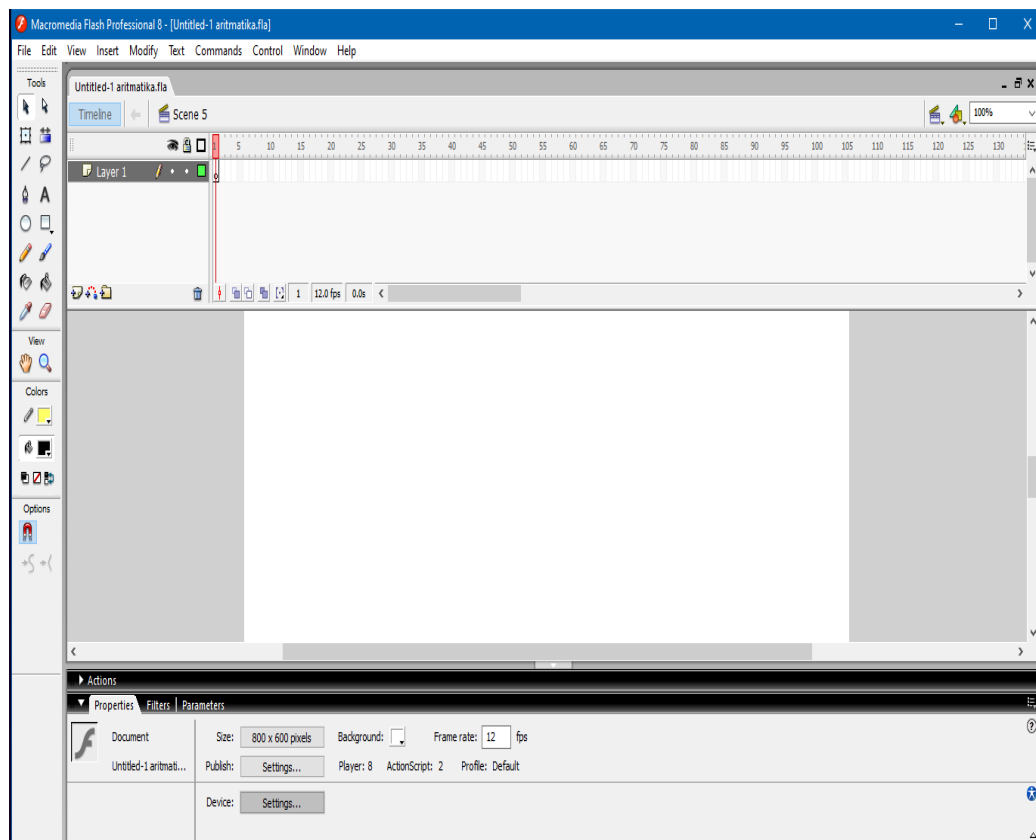 Macromedia Flash Professional 8 - [Untitled-1 aritmatika.fla]
File Edit View Insert Modify Text Commands Control Window Help
Tools
Untitled-1 aritmatika.fla
Timeline Scene 5 100%
1 5 10 15 20 25 30 35 40 45 50 55 60 65 70 75 80 85 90 95 100 105 110 115 120 125 130
Layer 1
1 12.0 fps 0.0s
View
Colors
Options
Actions
Properties Filters Parameters
Document Size: 800 x 600 pixels Background: Frame rate: 12 fps
Untitled-1 aritmati... Publish: Settings... Player: 8 ActionScript: 2 Profile: Default
Device: Settings...